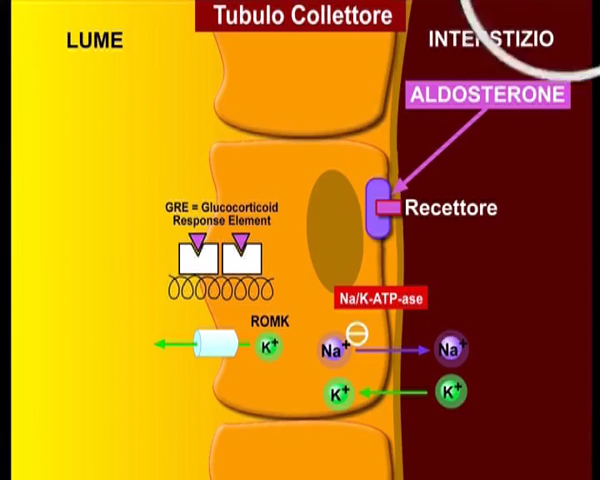 Tubulo Collettore
LUME
INTERSTIZIO
ALDOSTERONE
GRE = Glucocorticoid
Response Element
Recettore
Na/K-ATP-ase
ROMK
K+
Na+
Na+
K+
K+